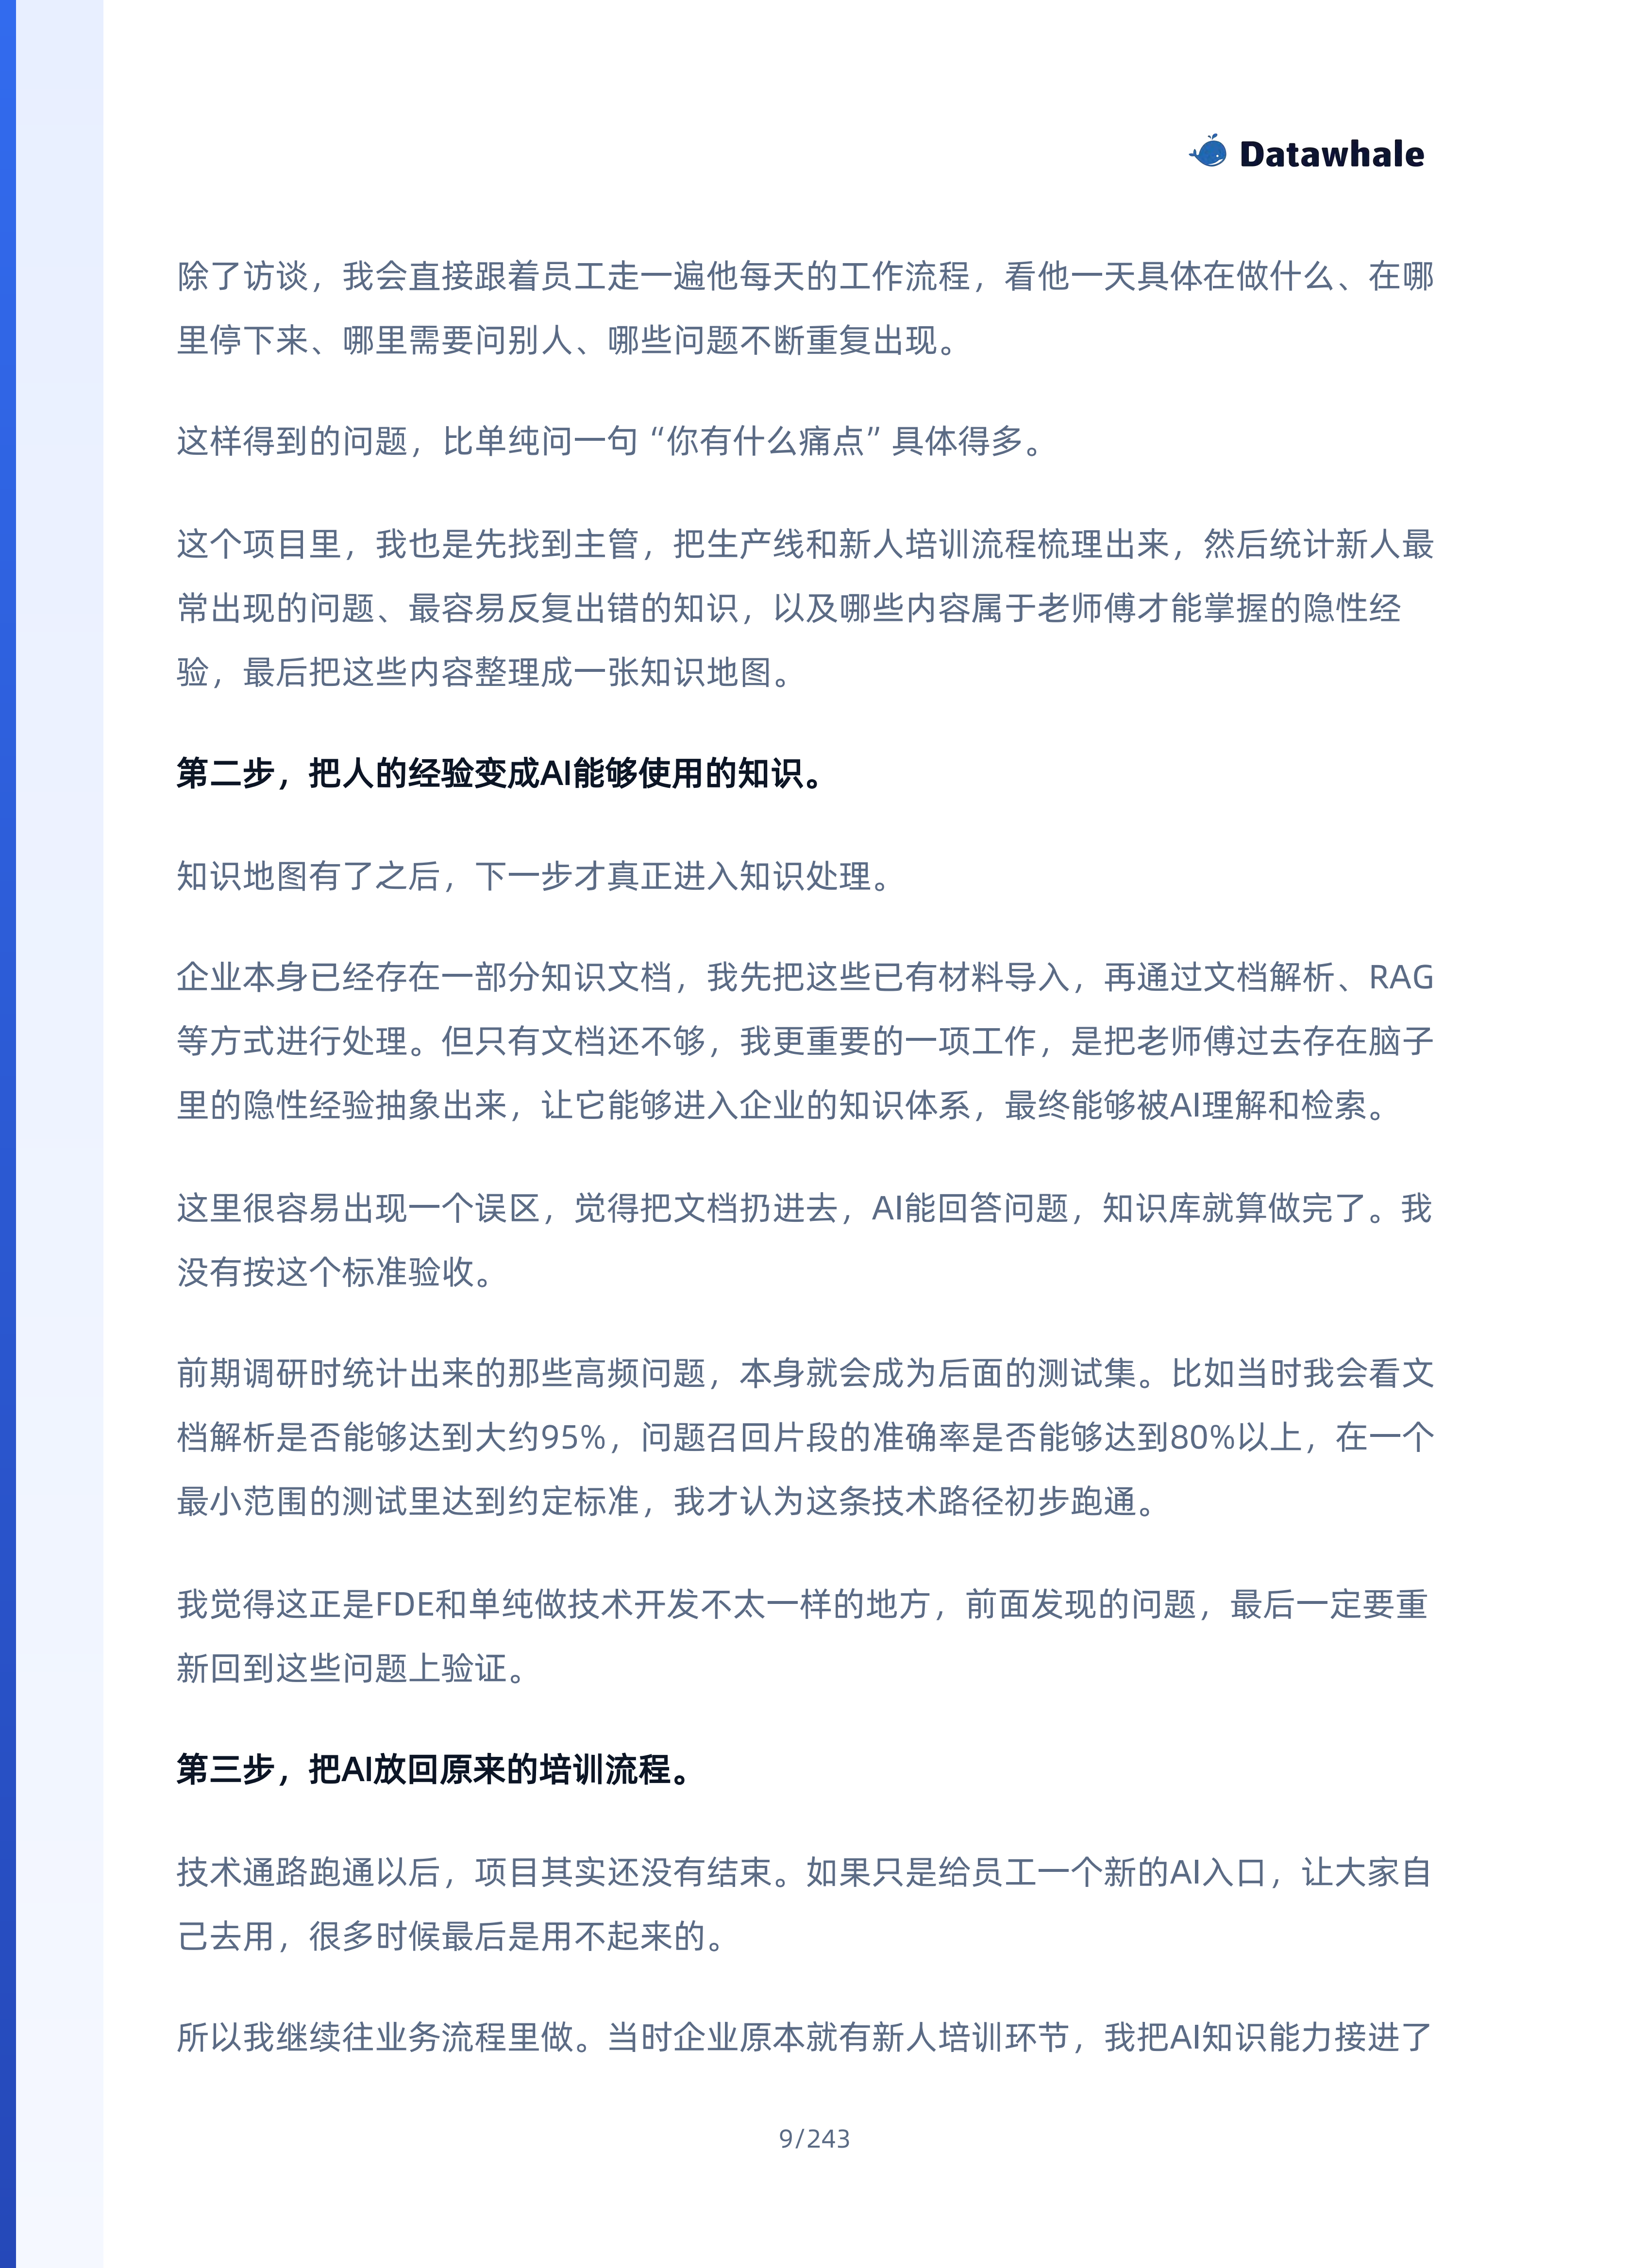 Datawhale
除了访谈，我会直接跟着员工走一遍他每天的工作流程，看他一天具体在做什么、在哪
里停下来、哪里需要问别人、哪些问题不断重复出现。
这样得到的问题，比单纯问一句“你有什么痛点”具体得多。
这个项目里，我也是先找到主管，把生产线和新人培训流程梳理出来，然后统计新人最
常出现的问题、最容易反复出错的知识，以及哪些内容属于老师傅才能掌握的隐性经
验，最后把这些内容整理成一张知识地图。
第二步，把人的经验变成AI能够使用的知识。
知识地图有了之后，下一步才真正进入知识处理。
企业本身已经存在一部分知识文档，我先把这些已有材料导入，再通过文档解析、RAG
等方式进行处理。但只有文档还不够，我更重要的一项工作，是把老师傅过去存在脑子
里的隐性经验抽象出来，让它能够进入企业的知识体系，最终能够被AI理解和检索。
这里很容易出现一个误区，觉得把文档扔进去，AI能回答问题，知识库就算做完了。我
没有按这个标准验收。
前期调研时统计出来的那些高频问题，本身就会成为后面的测试集。比如当时我会看文
档解析是否能够达到大约95%，问题召回片段的准确率是否能够达到80%以上，在一个
最小范围的测试里达到约定标准，我才认为这条技术路径初步跑通。
我觉得这正是FDE和单纯做技术开发不太一样的地方，前面发现的问题，最后一定要重
新回到这些问题上验证。
第三步，把AI放回原来的培训流程。
技术通路跑通以后，项目其实还没有结束。如果只是给员工一个新的AI入口，让大家自
己去用，很多时候最后是用不起来的。
所以我继续往业务流程里做。当时企业原本就有新人培训环节，我把AI知识能力接进了
9/243